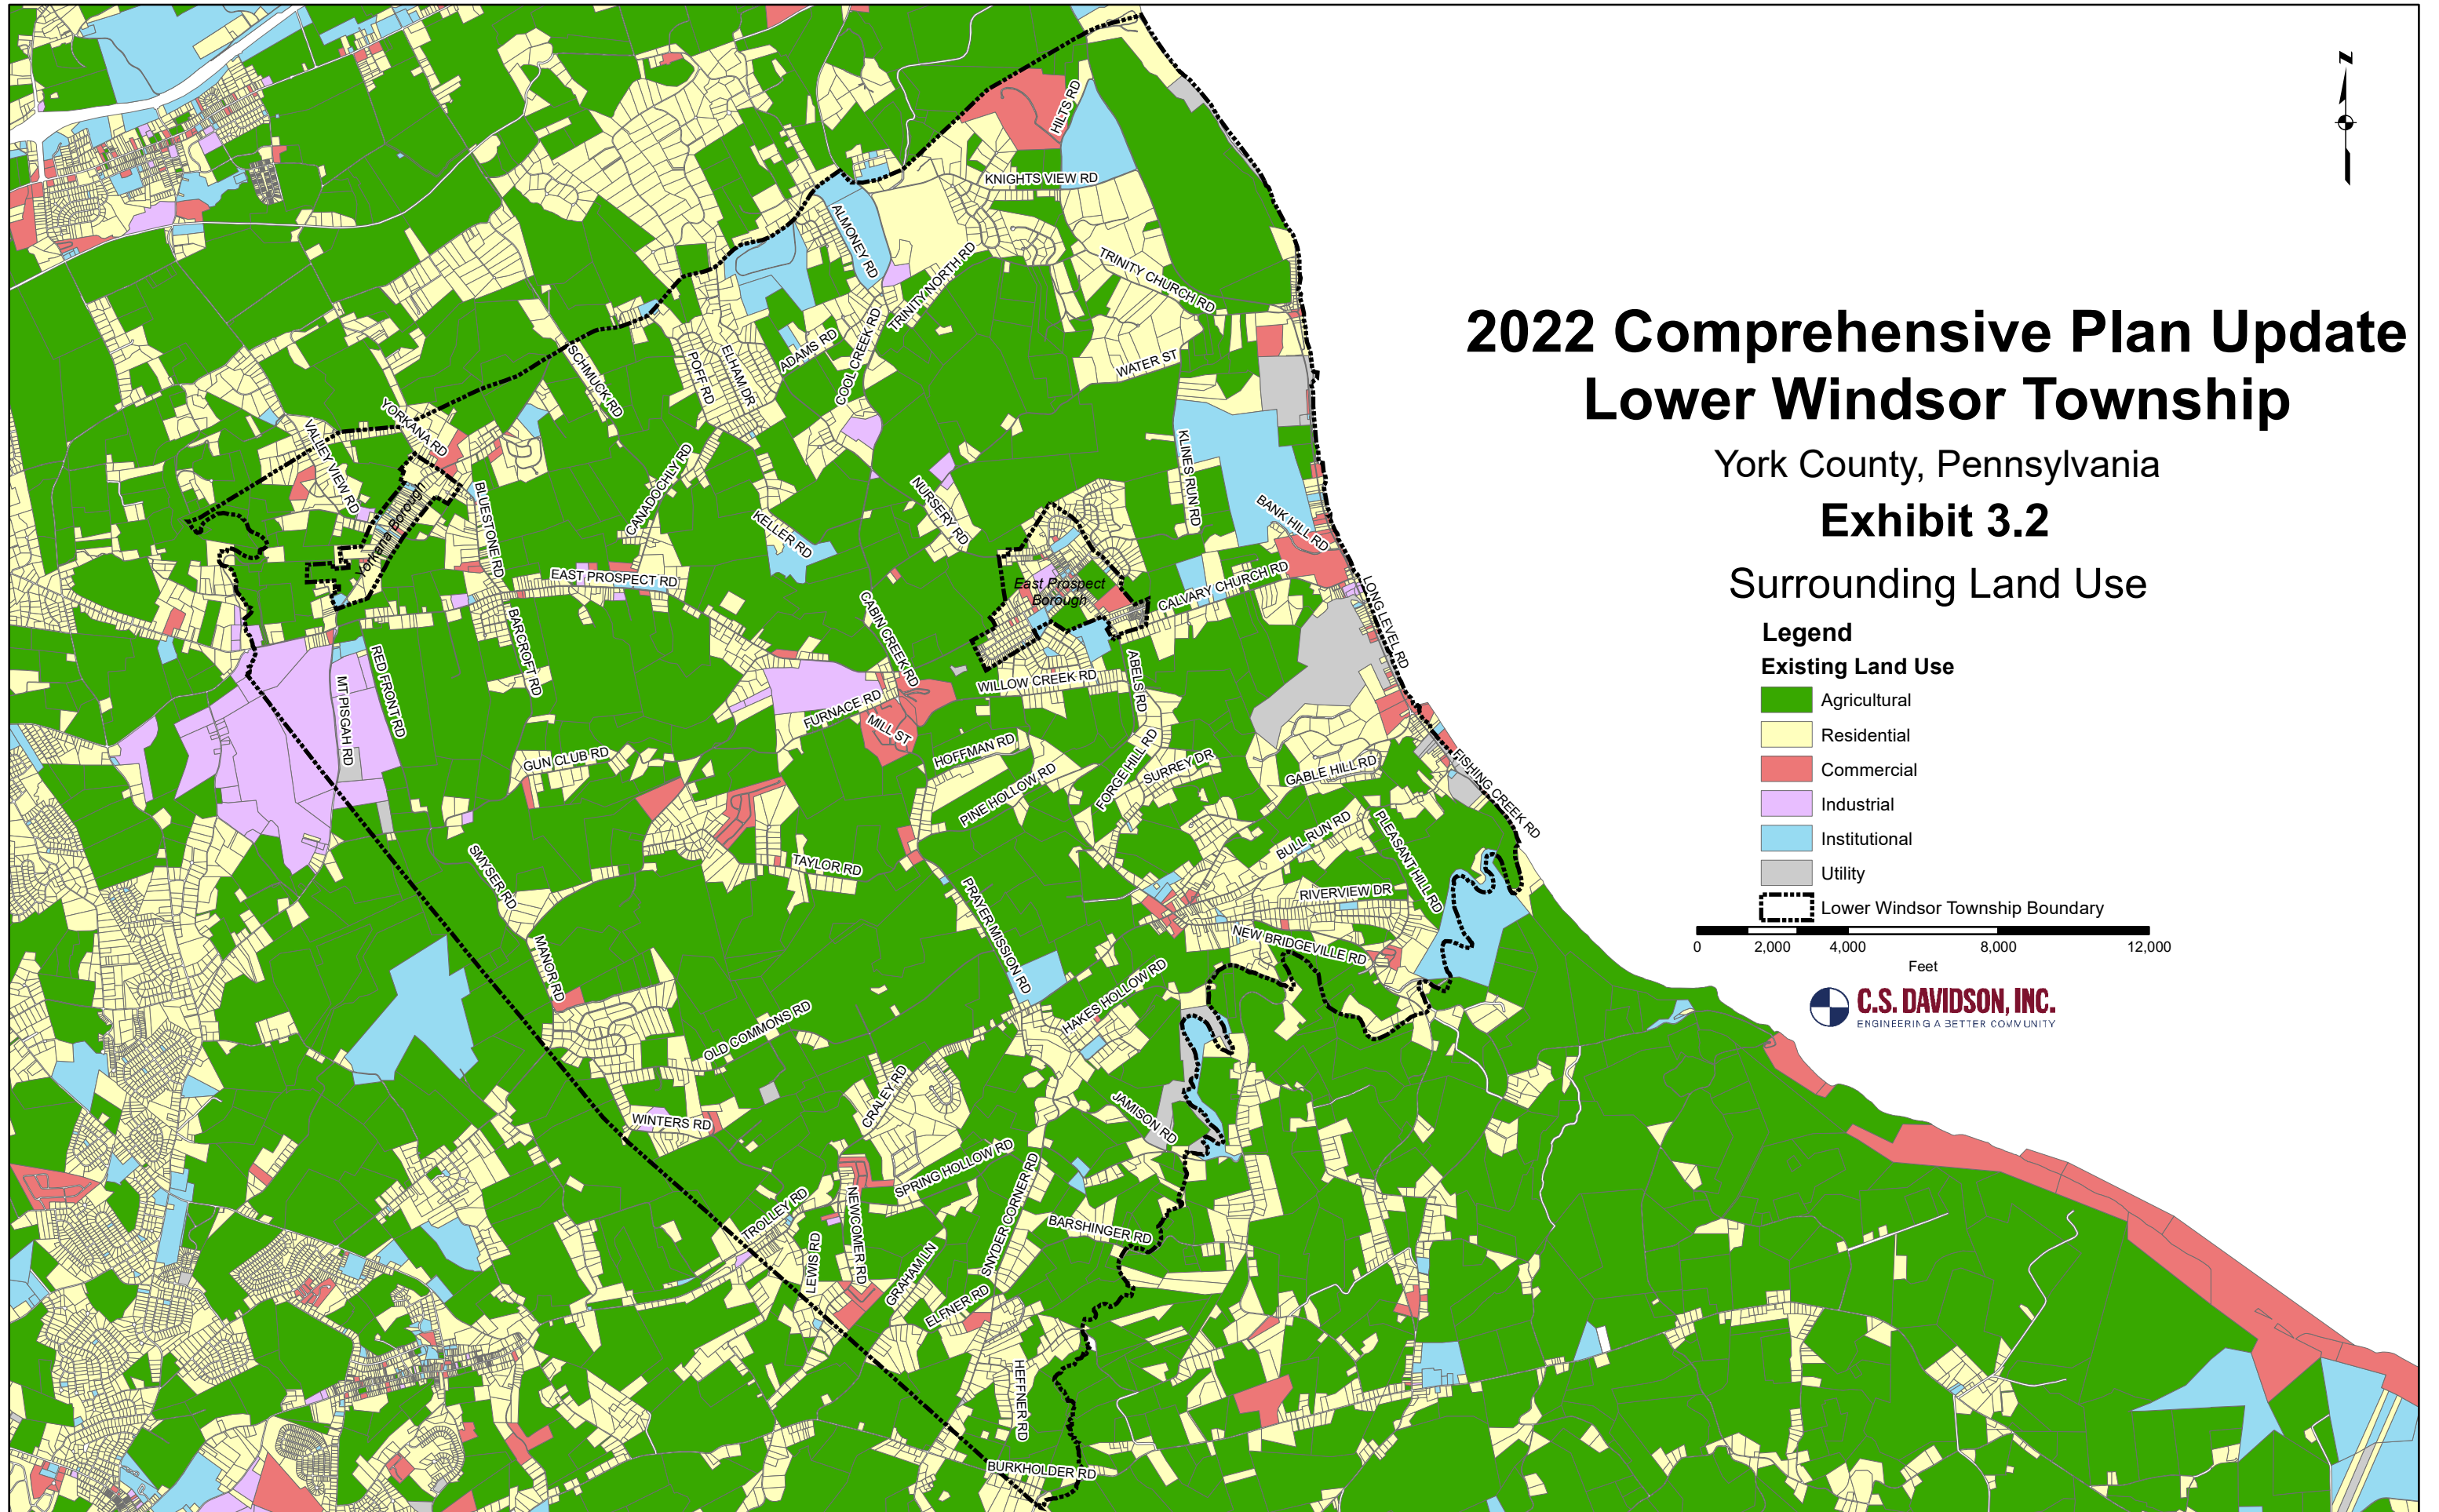 N
2022 Comprehensive Plan Update
Lower Windsor Township
York County, Pennsylvania
Exhibit 3.2
Surrounding Land Use
Legend
Existing Land Use
Agricultural
Residential
Commercial
Industrial
Institutional
Utility
Lower Windsor Township Boundary
0 2,000 4,000 8,000 12,000
Feet
C.S. DAVIDSON, INC.
ENGINEERING A BETTER COMMUNITY
HILTS RD
KNIGHTS VIEW RD
ALMONEY RD
TRINITY NORTH RD
TRINITY CHURCH RD
ADAMS RD
COOL CREEK RD
WATER ST
SCHMUCK RD
POFF RD
ELHAM DR
YORKANA RD
VALLEY VIEW RD
Yorkana Borough
BLUESTONE RD
CANADOCHLY RD
KELLER RD
NURSERY RD
KLINES RUN RD
BANK HILL RD
EAST PROSPECT RD
East Prospect
Borough
CALVARY CHURCH RD
LONG LEVEL RD
CABIN CREEK RD
BARCROFT RD
RED FRONT RD
MT PISGAH RD
WILLOW CREEK RD
ABELS RD
FURNACE RD
MILL ST
GUN CLUB RD
HOFFMAN RD
PINE HOLLOW RD
FORGE HILL RD
SURREY DR
GABLE HILL RD
FISHING CREEK RD
BULL RUN RD
PLEASANT HILL RD
SMYSER RD
TAYLOR RD
PRAYER MISSION RD
RIVERVIEW DR
NEW BRIDGEVILLE RD
MANOR RD
HAKES HOLLOW RD
OLD COMMONS RD
CRALEY RD
JAMISON RD
WINTERS RD
SPRING HOLLOW RD
TROLLEY RD
NEWCOMER RD
SNYDER CORNER RD
BARSHINGER RD
LEWIS RD
GRAHAM LN
ELFNER RD
HEFFNER RD
BURKHOLDER RD